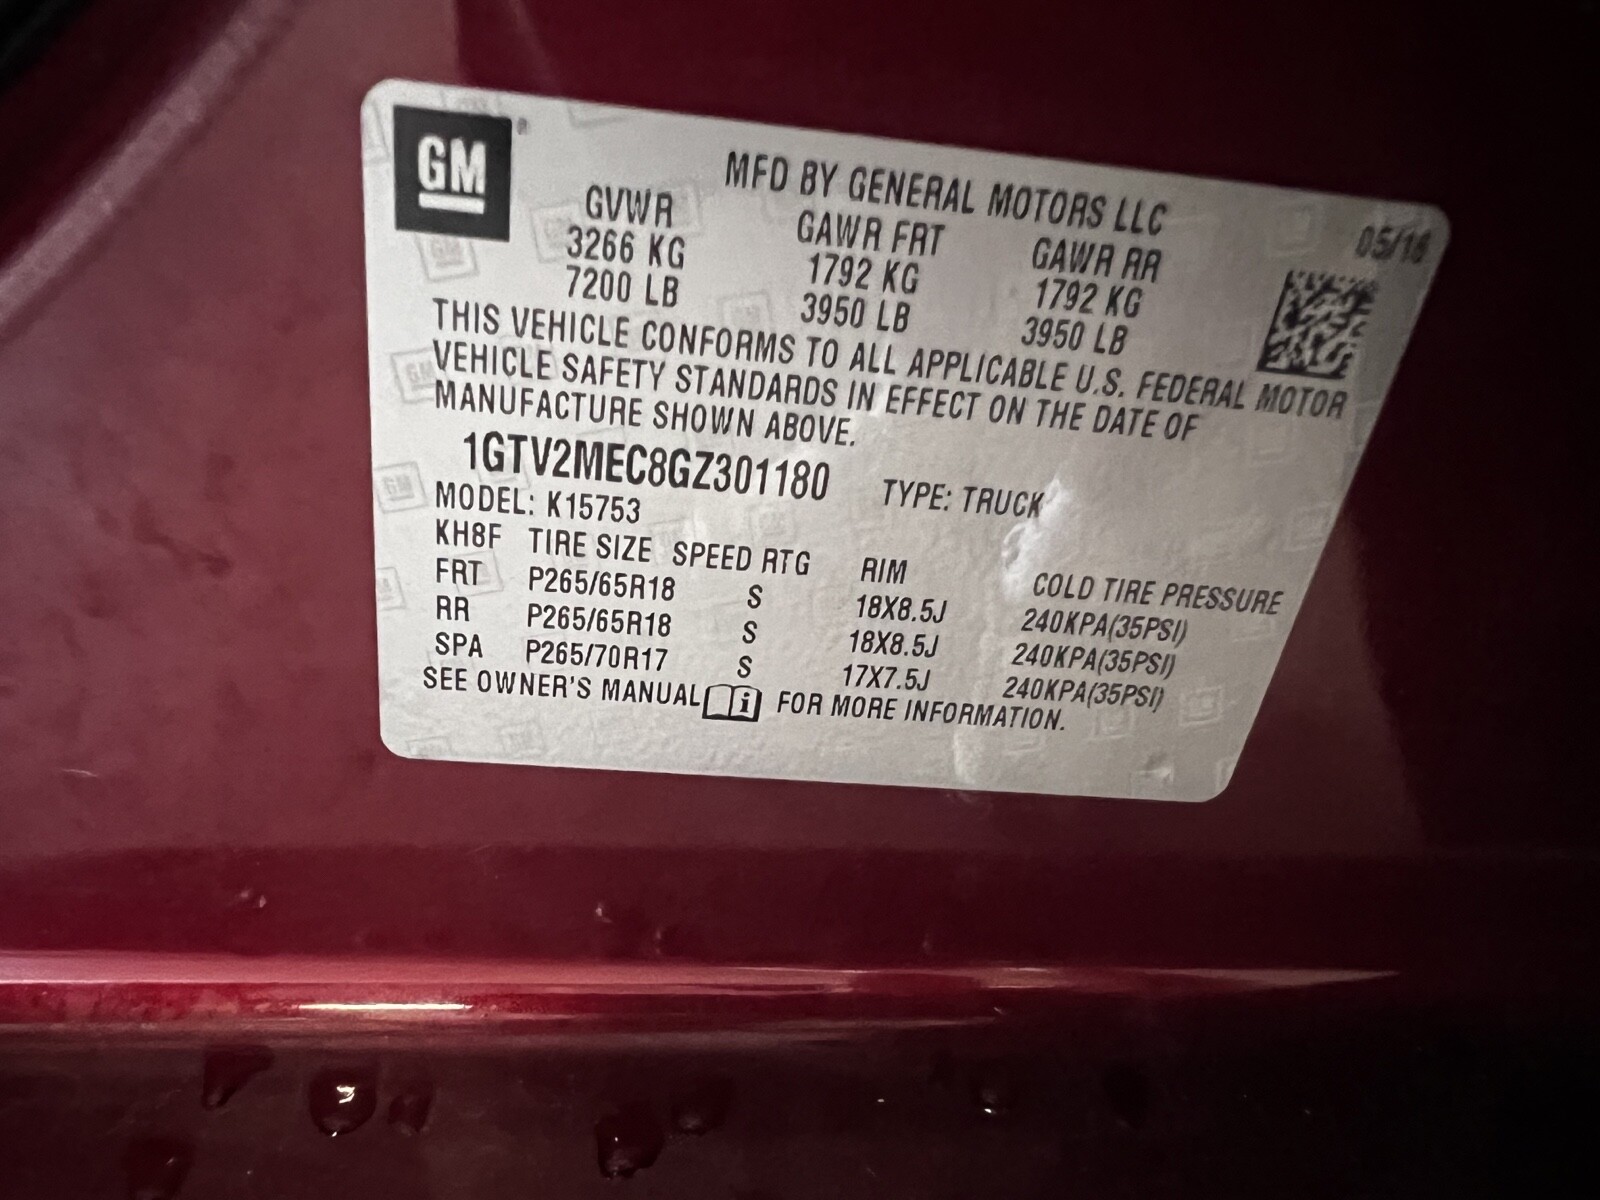 GM
MFD BY GENERAL MOTORS LLC
05/16
GVWR GAWR FRT GAWR RR
3266 KG 1792 KG 1792 KG
7200 LB 3950 LB 3950 LB
THIS VEHICLE CONFORMS TO ALL APPLICABLE U.S. FEDERAL MOTOR
VEHICLE SAFETY STANDARDS IN EFFECT ON THE DATE OF
MANUFACTURE SHOWN ABOVE.
1GTV2MEC8GZ301180 TYPE: TRUCK
MODEL: K15753
KH8F TIRE SIZE SPEED RTG RIM COLD TIRE PRESSURE
FRT P265/65R18 S 18X8.5J 240KPA(35PSI)
RR P265/65R18 S 18X8.5J 240KPA(35PSI)
SPA P265/70R17 S 17X7.5J 240KPA(35PSI)
SEE OWNER'S MANUAL i FOR MORE INFORMATION.